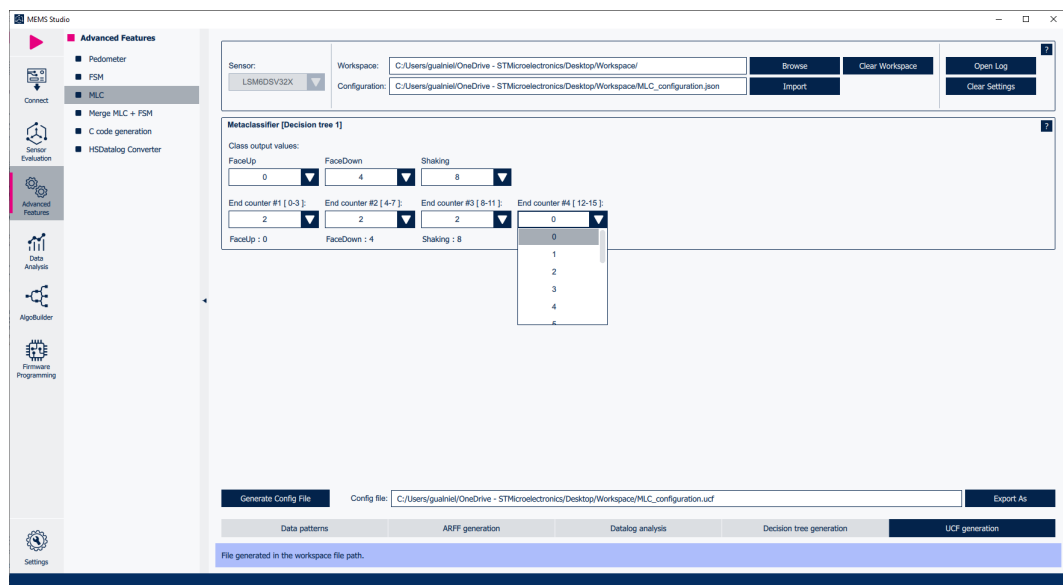 MEMS Studio
Connect
Sensor
Evaluation
Advanced
Features
Data
Analysis
AlgoBuilder
Firmware
Programming
Settings
Advanced Features
Pedometer
FSM
MLC
Merge MLC + FSM
C code generation
HSDatalog Converter
?
Sensor:
LSM6DSV32X
Workspace:
C:/Users/gualniel/OneDrive - STMicroelectronics/Desktop/Workspace/
Browse
Clear Workspace
Open Log
Configuration:
C:/Users/gualniel/OneDrive - STMicroelectronics/Desktop/Workspace/MLC_configuration.json
Import
Clear Settings
Metaclassifier [Decision tree 1]
?
Class output values:
FaceUp FaceDown Shaking
0 4 8
End counter #1 [ 0-3 ]: End counter #2 [ 4-7 ]: End counter #3 [ 8-11 ]: End counter #4 [ 12-15 ]:
2 2 2 0
FaceUp : 0 FaceDown : 4 Shaking : 8
0
1
2
3
4
5
Generate Config File
Config file:
C:/Users/gualniel/OneDrive - STMicroelectronics/Desktop/Workspace/MLC_configuration.ucf
Export As
Data patterns ARFF generation Datalog analysis Decision tree generation UCF generation
File generated in the workspace file path.